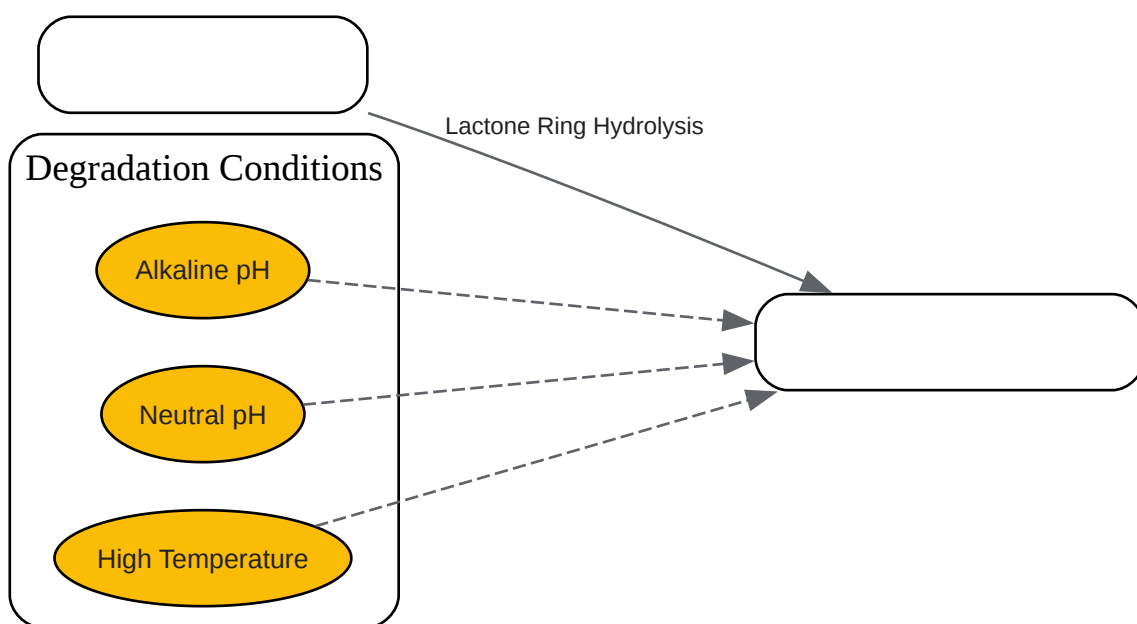 Lactone Ring Hydrolysis
Degradation Conditions
Alkaline pH
Neutral pH
High Temperature